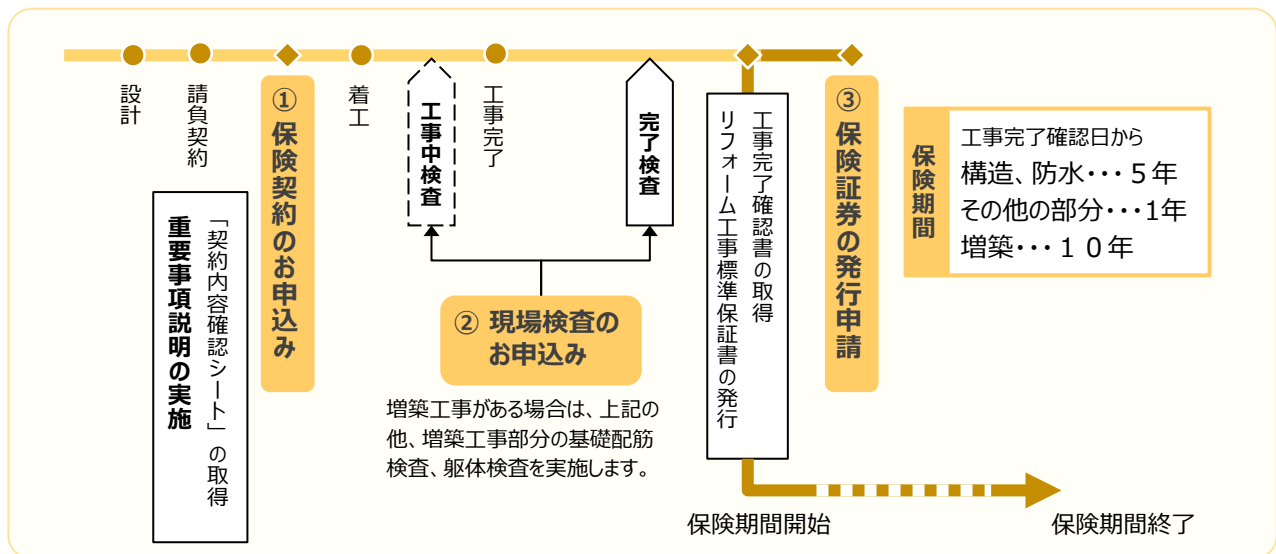 設計
請負契約
「契約内容確認シート」の取得
重要事項説明の実施
①
保険契約のお申込み
着工
工事中検査
工事完了
② 現場検査の
お申込み
増築工事がある場合は、上記の
他、増築工事部分の基礎配筋
検査、躯体検査を実施します。
完了検査
工事完了確認書の取得
リフォーム工事標準保証書の発行
③
保険証券の発行申請
保険期間
工事完了確認日から
構造、防水・・・５年
その他の部分・・・1年
増築・・・１０年
保険期間開始
保険期間終了